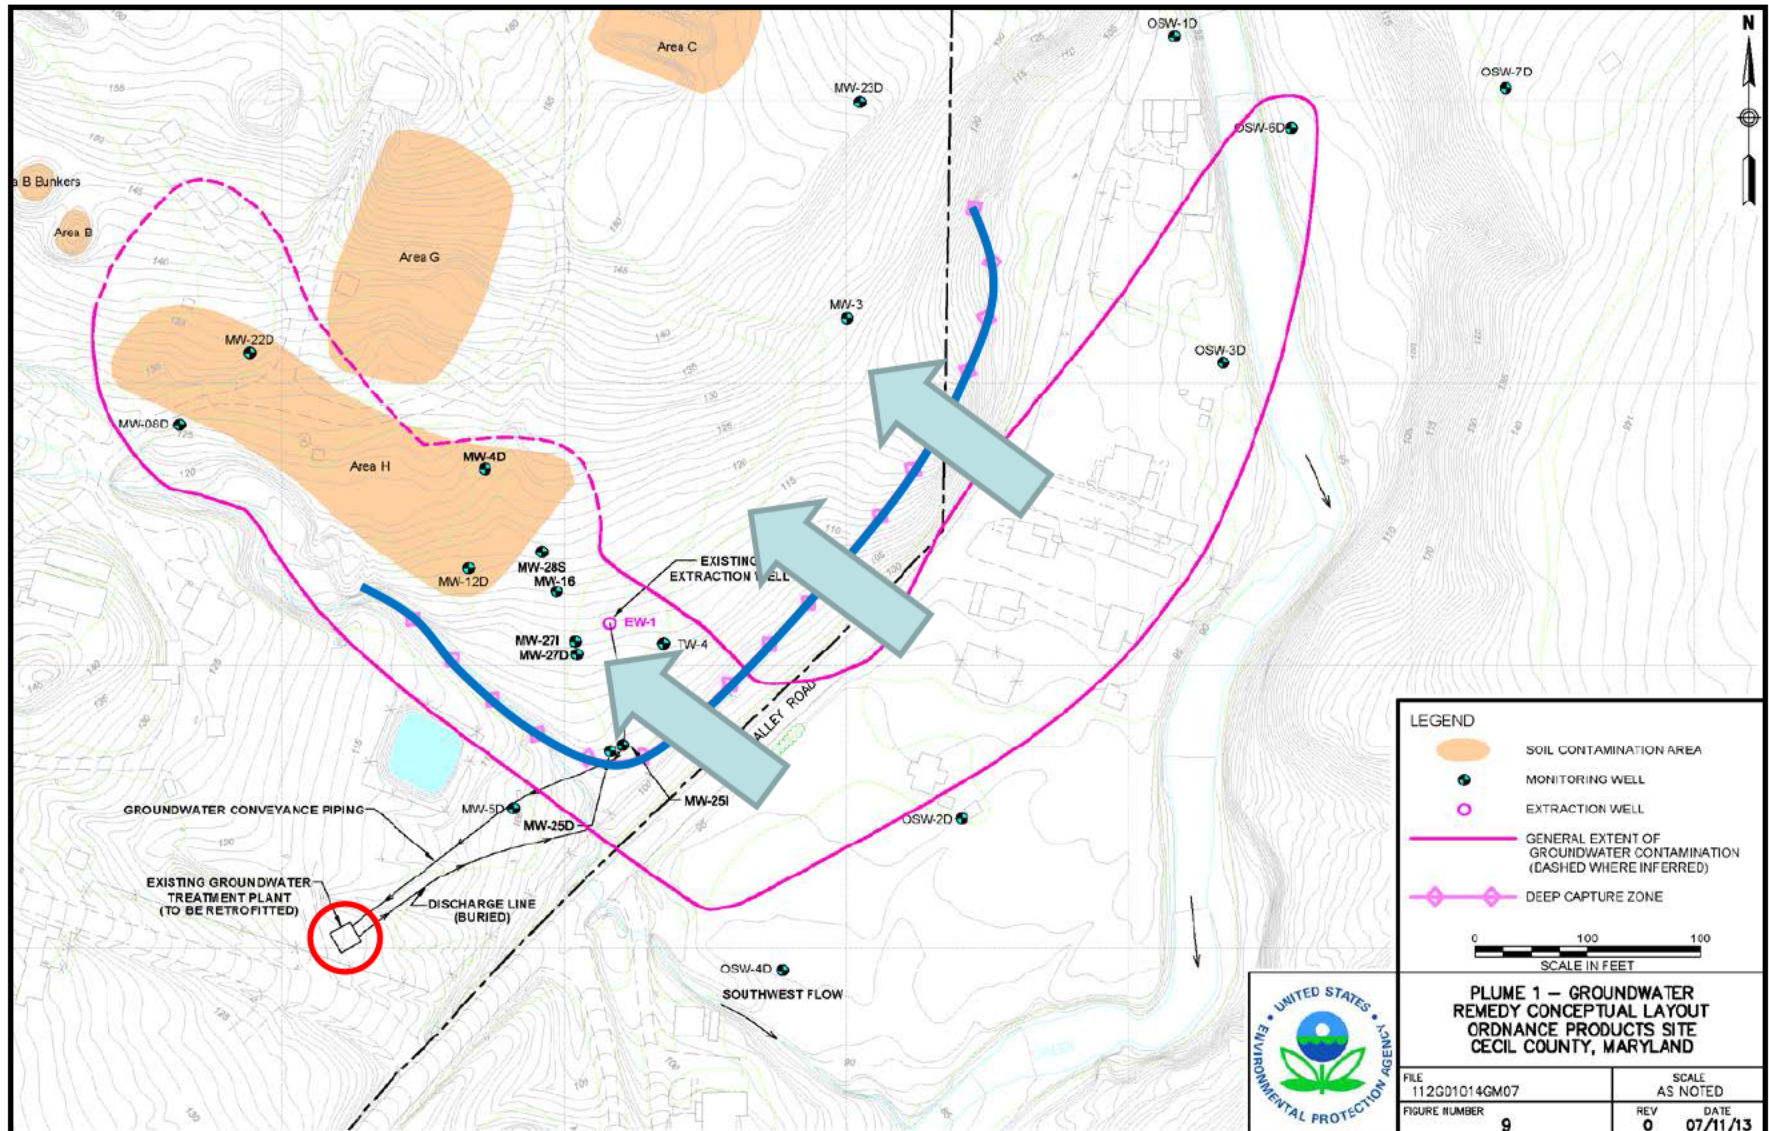 N
OSW-1D
Area C
OSW-7D
MW-23D
OSW-6D
a B Bunkers
Area B
Area G
MW-3
MW-22D
OSW-3D
MW-08D
MW-4D
Area H
MW-28S
MW-12D
MW-16
EXISTING
EXTRACTION WELL
EW-1
MW-27I
MW-27D
TW-4
ALLEY ROAD
MW-25I
GROUNDWATER CONVEYANCE PIPING
MW-5D
MW-25D
OSW-2D
EXISTING GROUNDWATER
TREATMENT PLANT
(TO BE RETROFITTED)
DISCHARGE LINE
(BURIED)
OSW-4D
SOUTHWEST FLOW
LEGEND
SOIL CONTAMINATION AREA
MONITORING WELL
EXTRACTION WELL
GENERAL EXTENT OF
GROUNDWATER CONTAMINATION
(DASHED WHERE INFERRED)
DEEP CAPTURE ZONE
0 100 100
SCALE IN FEET
UNITED STATES
ENVIRONMENTAL PROTECTION AGENCY
PLUME 1 – GROUNDWATER
REMEDY CONCEPTUAL LAYOUT
ORDNANCE PRODUCTS SITE
CECIL COUNTY, MARYLAND
FILE
112G01014GM07
SCALE
AS NOTED
FIGURE NUMBER
9
REV
0
DATE
07/11/13